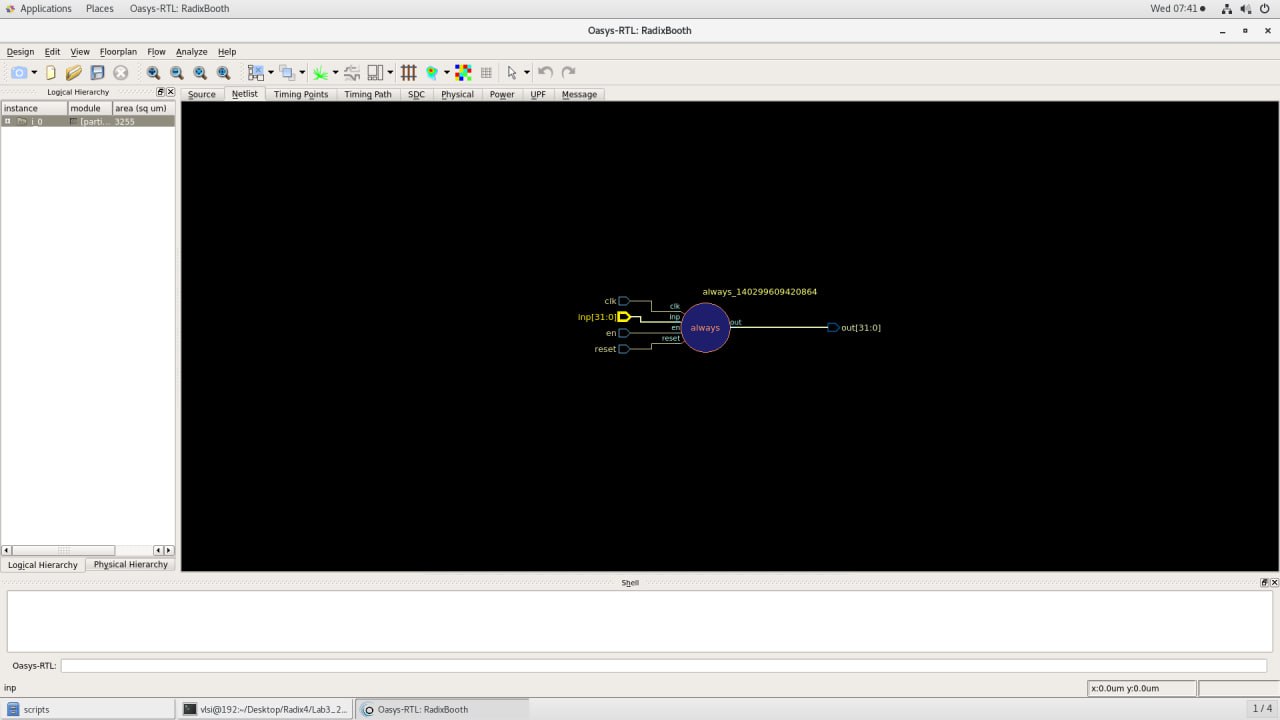 Applications Places Oasys-RTL: RadixBooth Wed 07:41
Oasys-RTL: RadixBooth
Design Edit View Floorplan Flow Analyze Help
Logical Hierarchy
Source Netlist Timing Points Timing Path SDC Physical Power UPF Message
instance module area (sq um)
i_0 [parti... 3255
always_140299609420864
clk
clk
inp[31:0]
inp
en
en
reset
reset
always
out
out[31:0]
Logical Hierarchy Physical Hierarchy
Shell
Oasys-RTL:
inp x:0.0um y:0.0um
scripts vlsi@192:~/Desktop/Radix4/Lab3_2... Oasys-RTL: RadixBooth 1 / 4